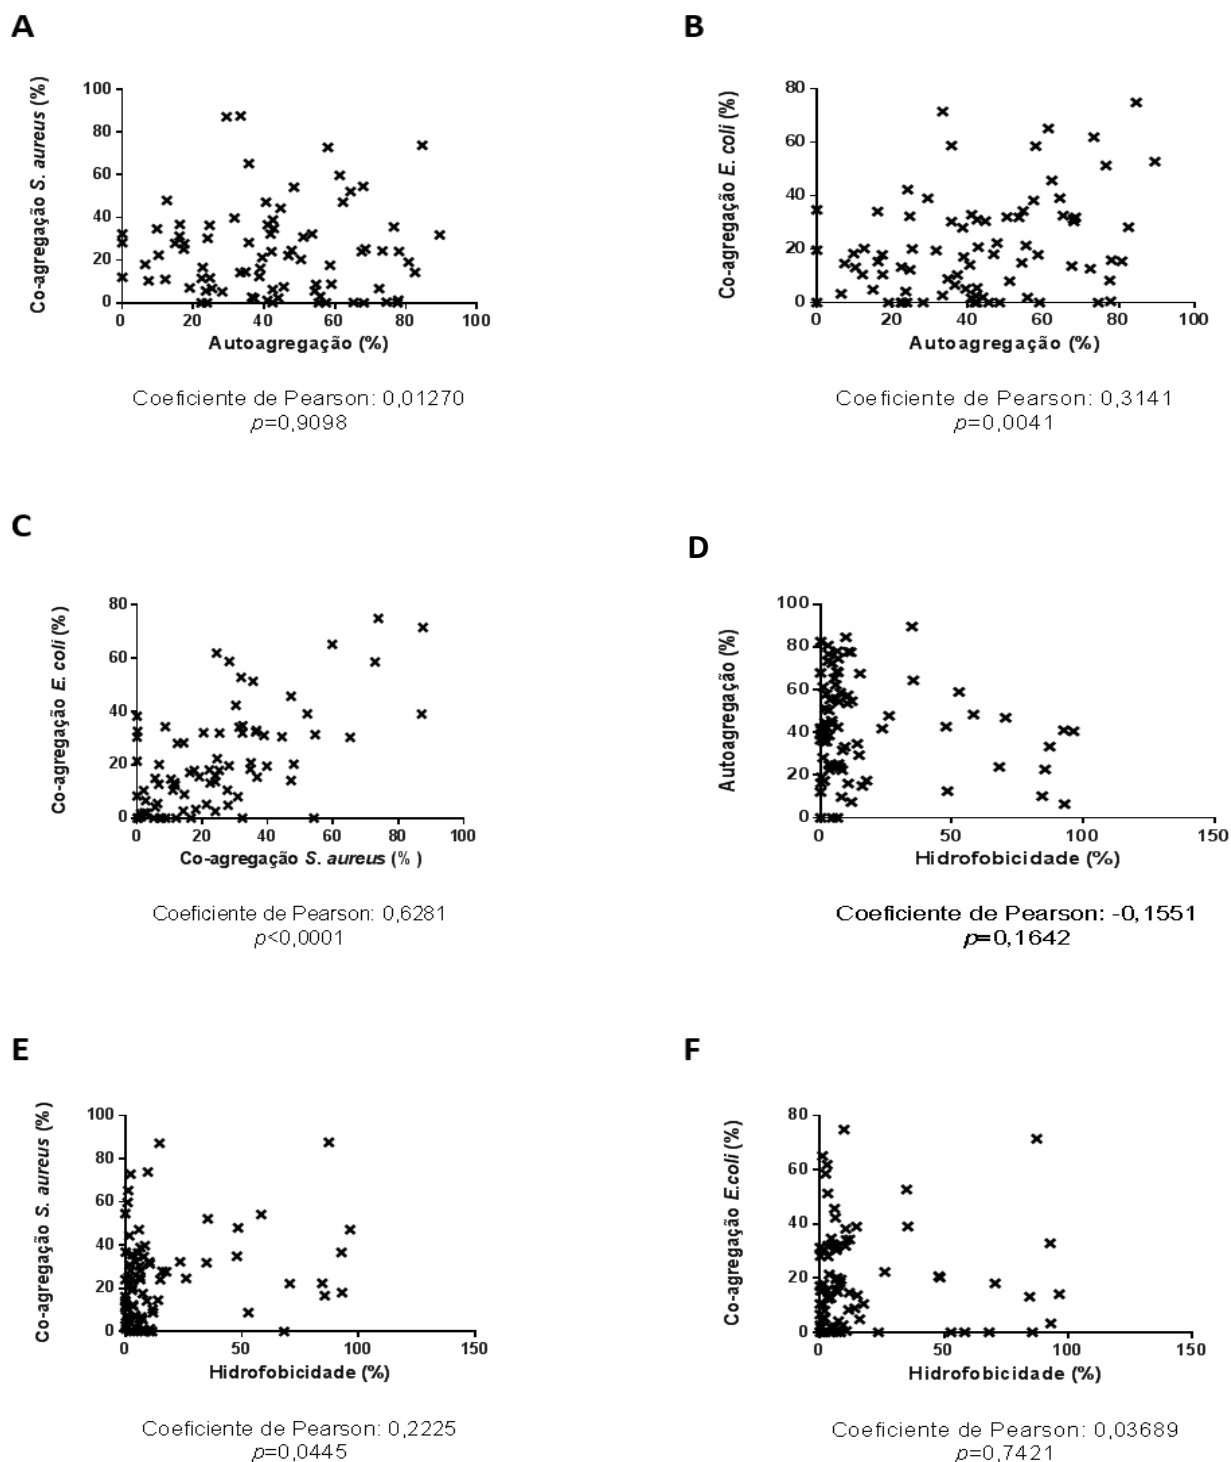 A
Co-agregação S. aureus (%)
100
80
60
40
20
0
0 20 40 60 80 100
Autoagregação (%)
Coeficiente de Pearson: 0,01270
p=0,9098
B
Co-agregação E. coli (%)
80
60
40
20
0
0 20 40 60 80 100
Autoagregação (%)
Coeficiente de Pearson: 0,3141
p=0,0041
C
Co-agregação E. coli (%)
80
60
40
20
0
0 20 40 60 80 100
Co-agregação S. aureus (%)
Coeficiente de Pearson: 0,6281
p<0,0001
D
Autoagregação (%)
100
80
60
40
20
0
0 50 100 150
Hidrofobicidade (%)
Coeficiente de Pearson: -0,1551
p=0,1642
E
Co-agregação S. aureus (%)
100
80
60
40
20
0
0 50 100 150
Hidrofobicidade (%)
Coeficiente de Pearson: 0,2225
p=0,0445
F
Co-agregação E.coli (%)
80
60
40
20
0
0 50 100 150
Hidrofobicidade (%)
Coeficiente de Pearson: 0,03689
p=0,7421